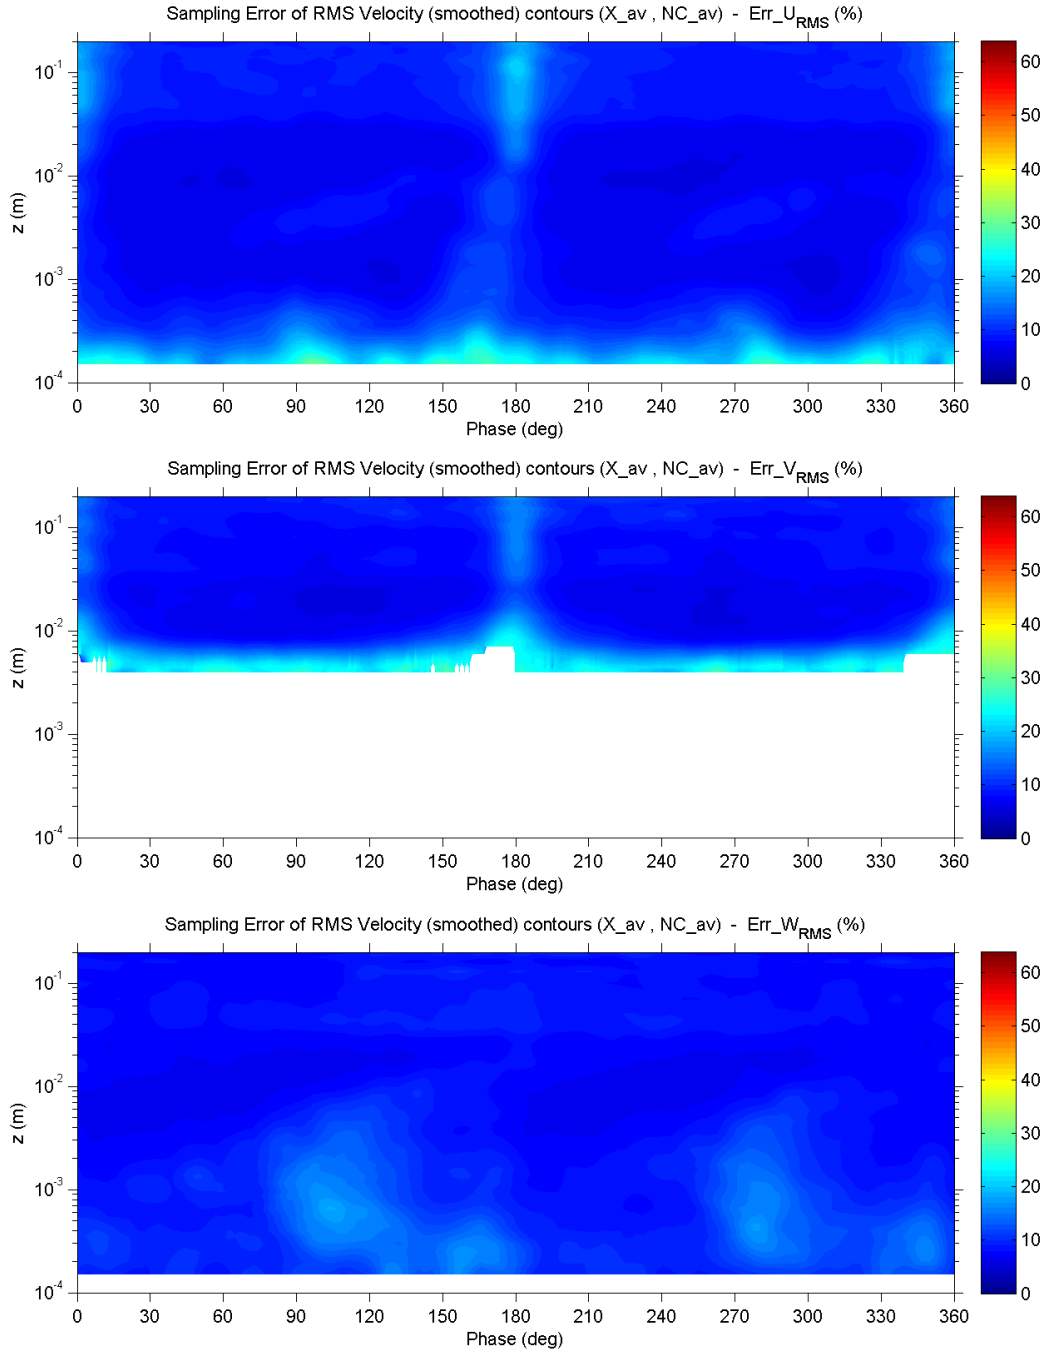 Sampling Error of RMS Velocity (smoothed) contours (X_av , NC_av) - Err_U_RMS (%)
z (m)
10^-1
10^-2
10^-3
10^-4
0 30 60 90 120 150 180 210 240 270 300 330 360
Phase (deg)
60
50
40
30
20
10
0
Sampling Error of RMS Velocity (smoothed) contours (X_av , NC_av) - Err_V_RMS (%)
z (m)
10^-1
10^-2
10^-3
10^-4
0 30 60 90 120 150 180 210 240 270 300 330 360
Phase (deg)
60
50
40
30
20
10
0
Sampling Error of RMS Velocity (smoothed) contours (X_av , NC_av) - Err_W_RMS (%)
z (m)
10^-1
10^-2
10^-3
10^-4
0 30 60 90 120 150 180 210 240 270 300 330 360
Phase (deg)
60
50
40
30
20
10
0